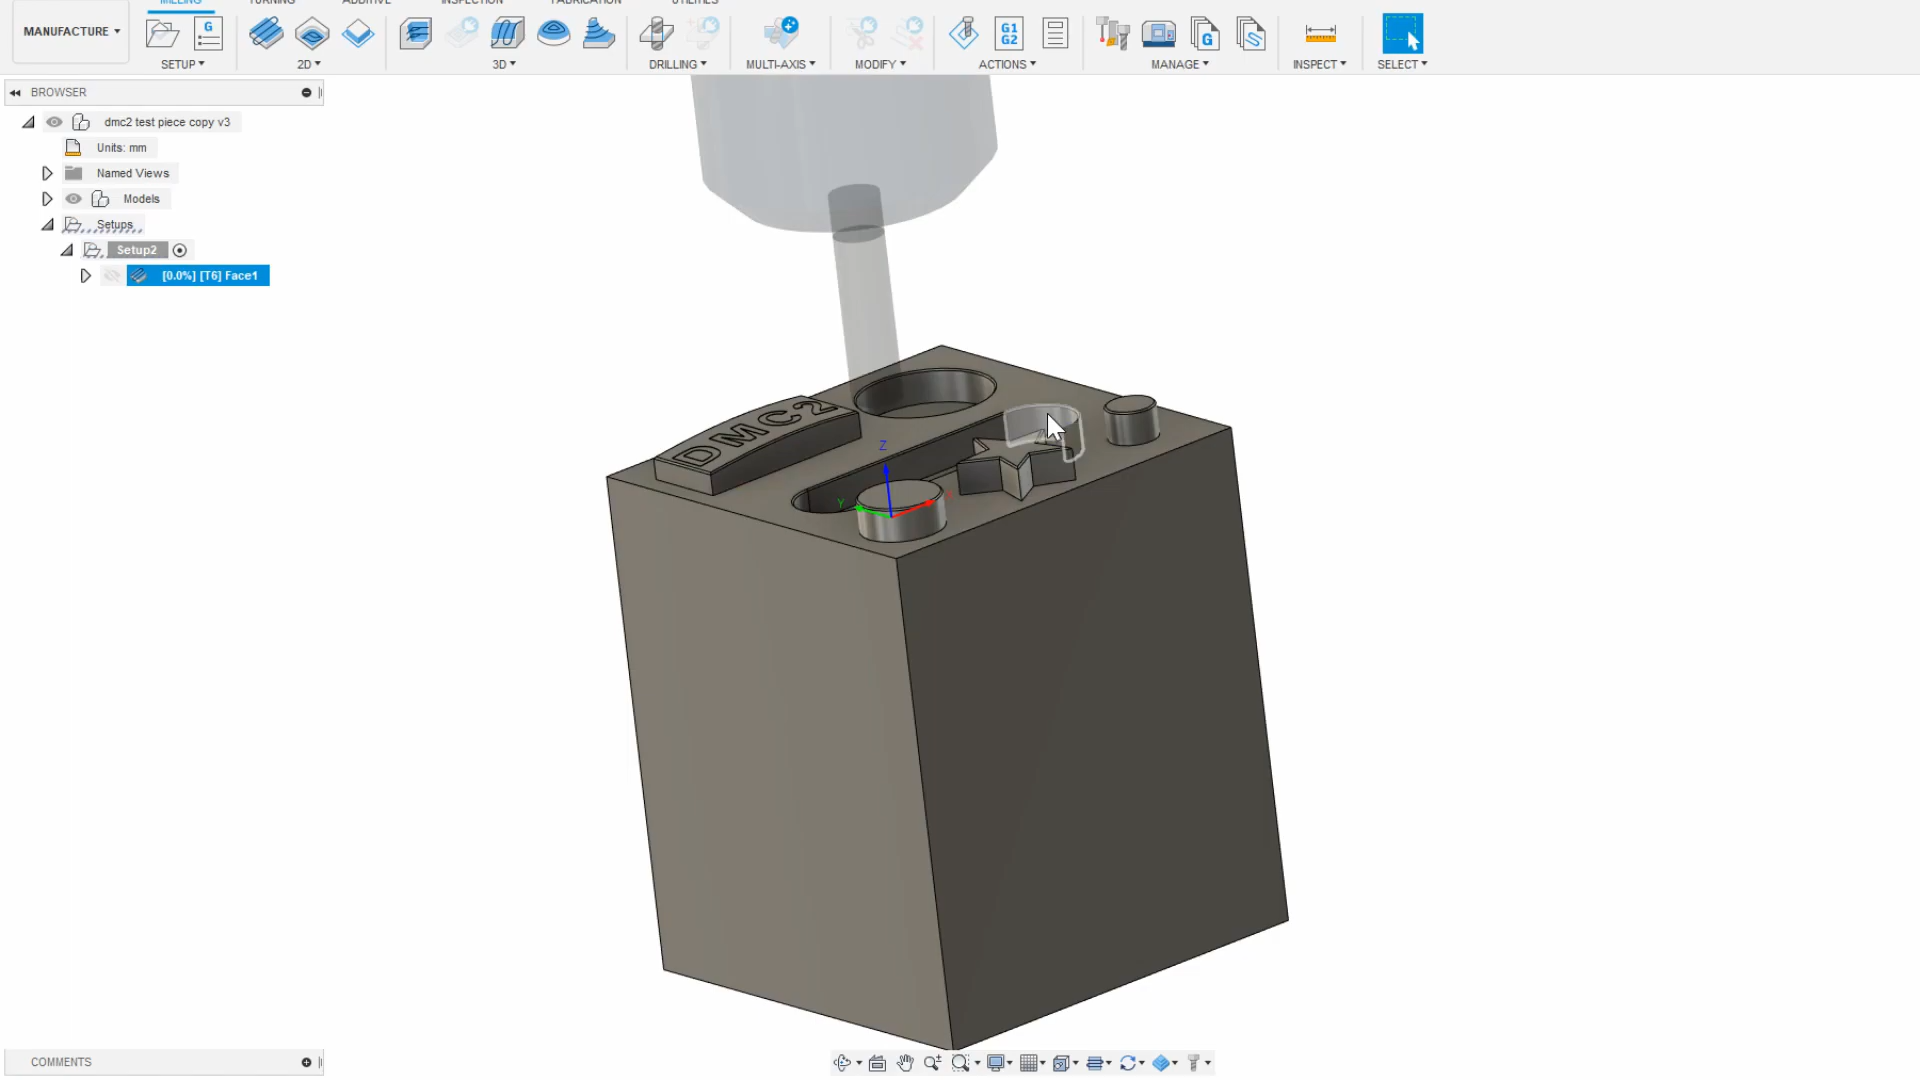 MILLING TURNING ADDITIVE INSPECTION FABRICATION UTILITIES
MANUFACTURE
G
G1
G2
G
SETUP 2D 3D DRILLING MULTI-AXIS MODIFY ACTIONS MANAGE INSPECT SELECT
BROWSER
dmc2 test piece copy v3
Units: mm
Named Views
Models
Setups
Setup2
[0.0%] [T6] Face1
DMC2
Z
Y
COMMENTS